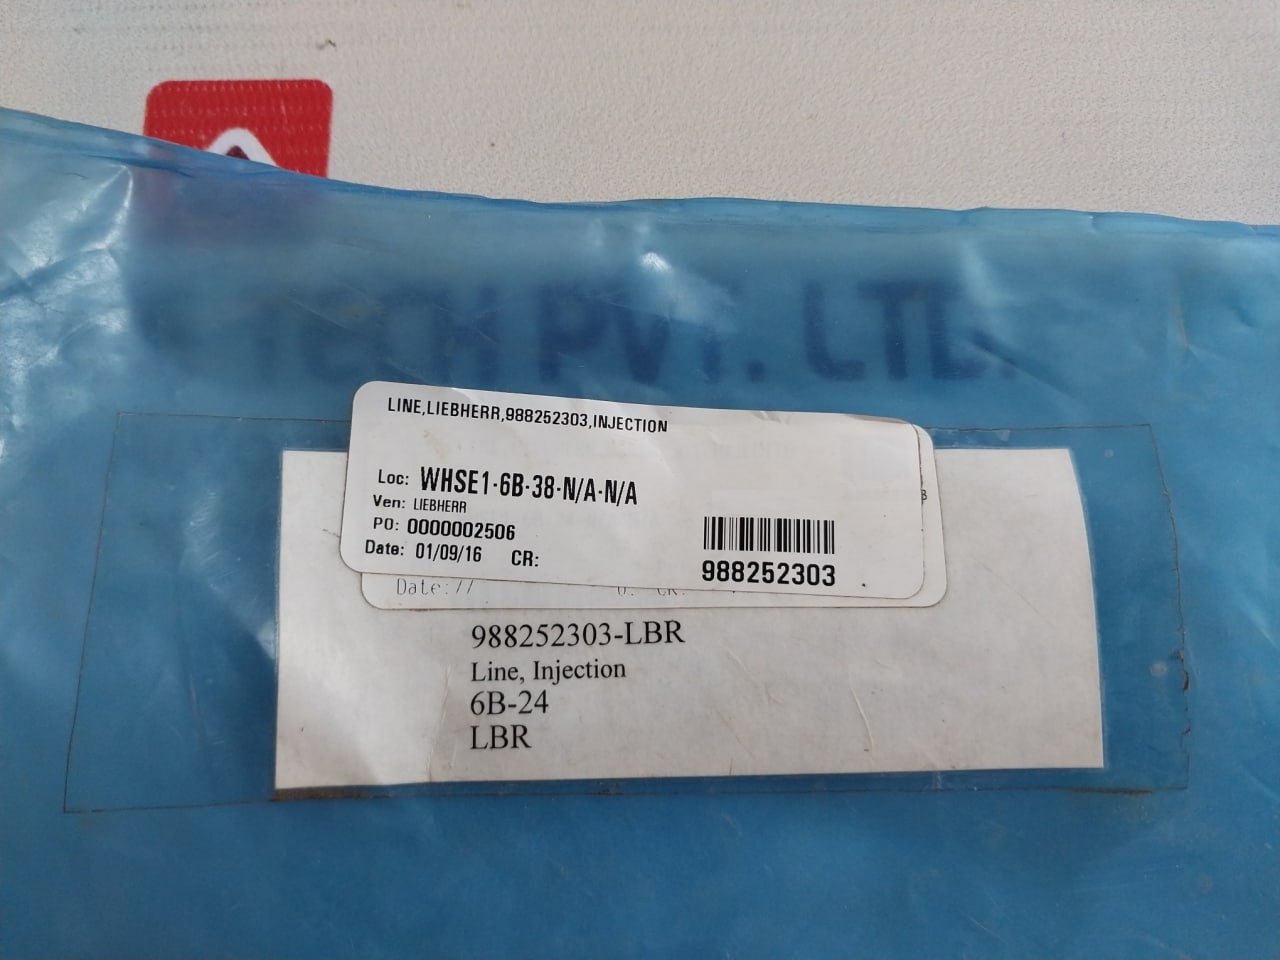 TECH PVT. LTD.
LINE,LIEBHERR,988252303,INJECTION
Loc: WHSE1-6B-38-N/A-N/A
Ven: LIEBHERR
PO: 0000002506
Date: 01/09/16 CR:
988252303
Date: //
988252303-LBR
Line, Injection
6B-24
LBR